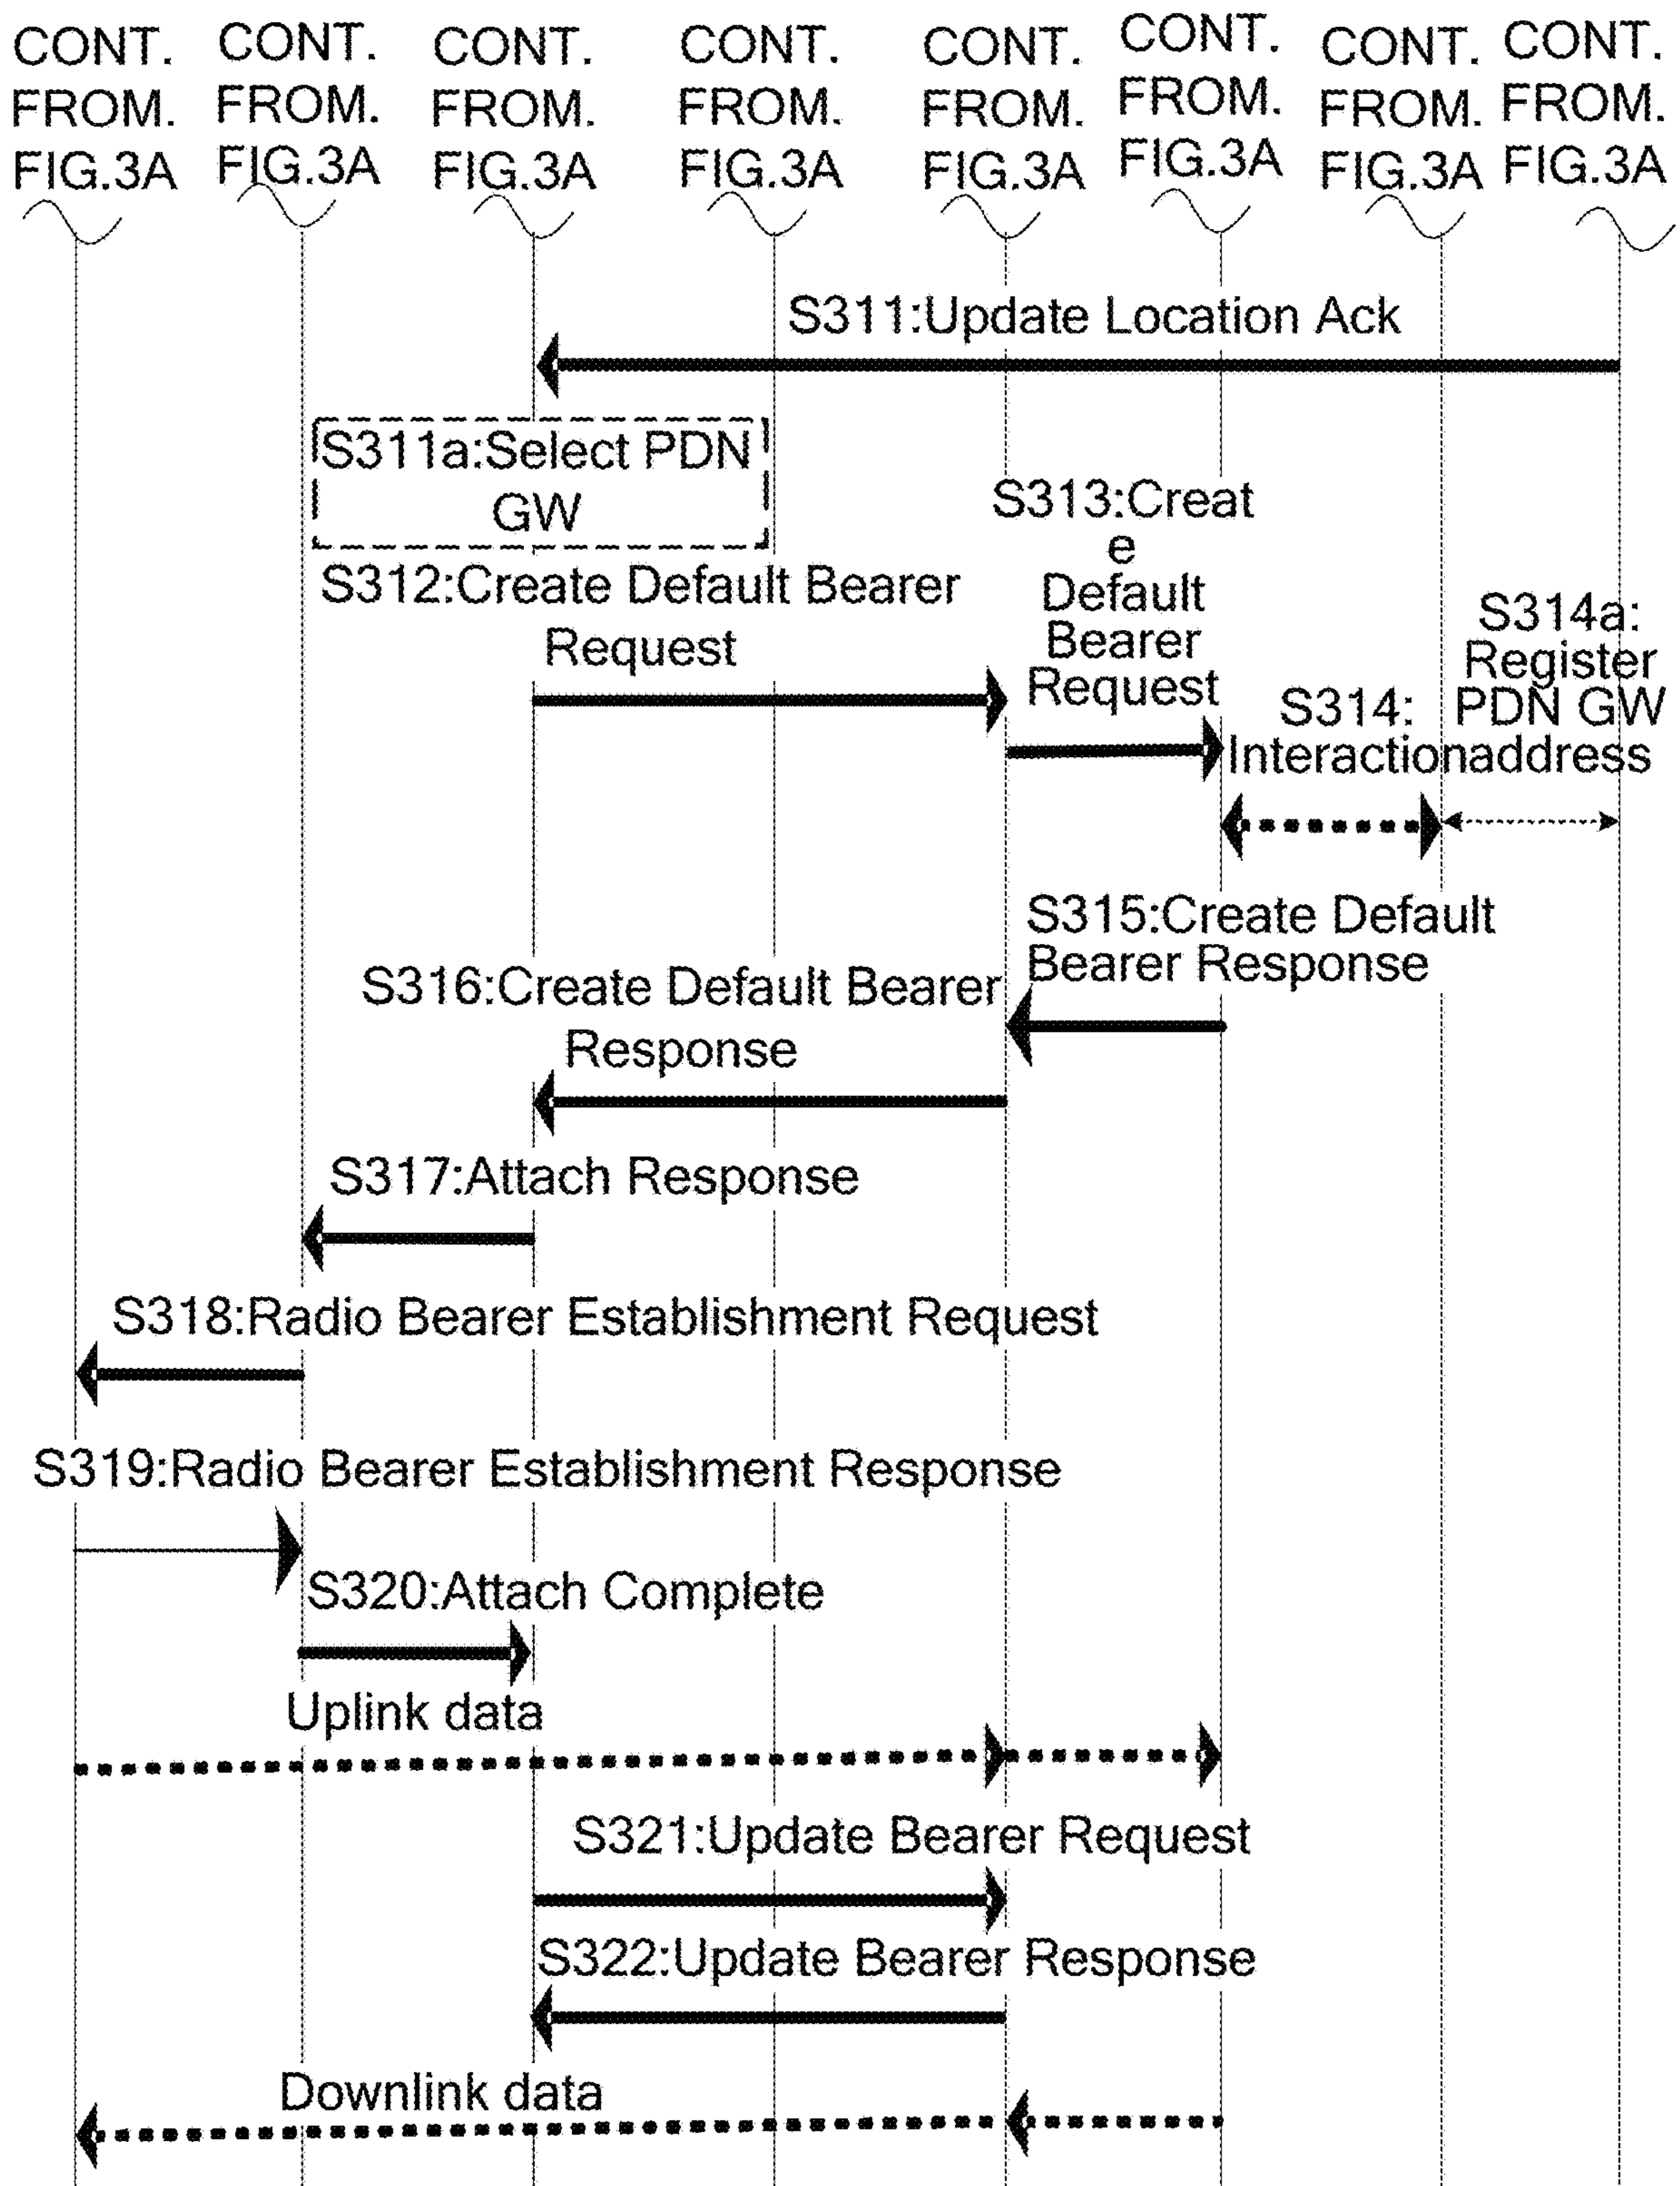 CONT. FROM. FIG.3A
CONT. FROM. FIG.3A
CONT. FROM. FIG.3A
CONT. FROM. FIG.3A
CONT. FROM. FIG.3A
CONT. FROM. FIG.3A
CONT. FROM. FIG.3A
CONT. FROM. FIG.3A
S311:Update Location Ack
S311a:Select PDN
GW
S312:Create Default Bearer
Request
S313:Creat
e
Default
Bearer
Request
S314:
Interaction
S314a:
Register
PDN GW
address
S315:Create Default
Bearer Response
S316:Create Default Bearer
Response
S317:Attach Response
S318:Radio Bearer Establishment Request
S319:Radio Bearer Establishment Response
S320:Attach Complete
Uplink data
S321:Update Bearer Request
S322:Update Bearer Response
Downlink data